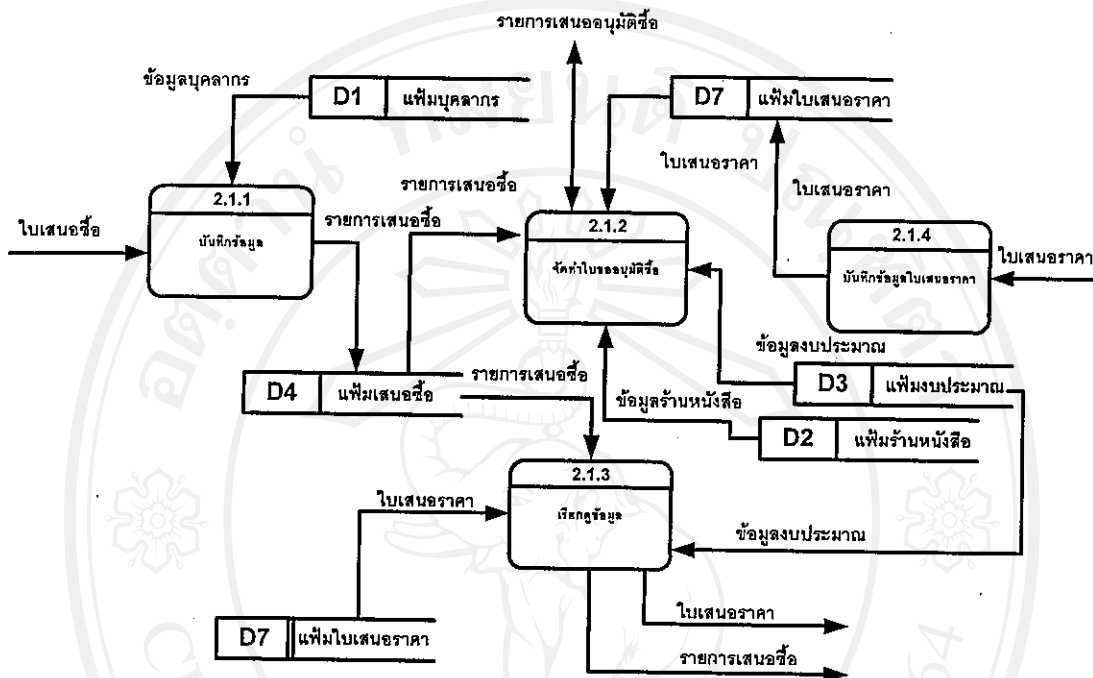 รายการเสนออนุมัติซื้อ
ข้อมูลบุคลากร
D1 แฟ้มบุคลากร
D7 แฟ้มใบเสนอราคา
ใบเสนอราคา
รายการเสนอซื้อ
ใบเสนอราคา
2.1.1
บันทึกข้อมูล
ใบเสนอซื้อ
รายการเสนอซื้อ
2.1.2
จัดทำใบขออนุมัติซื้อ
2.1.4
บันทึกข้อมูลใบเสนอราคา
ใบเสนอราคา
ข้อมูลงบประมาณ
D4 แฟ้มเสนอซื้อ
รายการเสนอซื้อ
D3 แฟ้มงบประมาณ
ข้อมูลร้านหนังสือ
D2 แฟ้มร้านหนังสือ
2.1.3
เรียกดูข้อมูล
ใบเสนอราคา
ข้อมูลงบประมาณ
D7 แฟ้มใบเสนอราคา
ใบเสนอราคา
รายการเสนอซื้อ